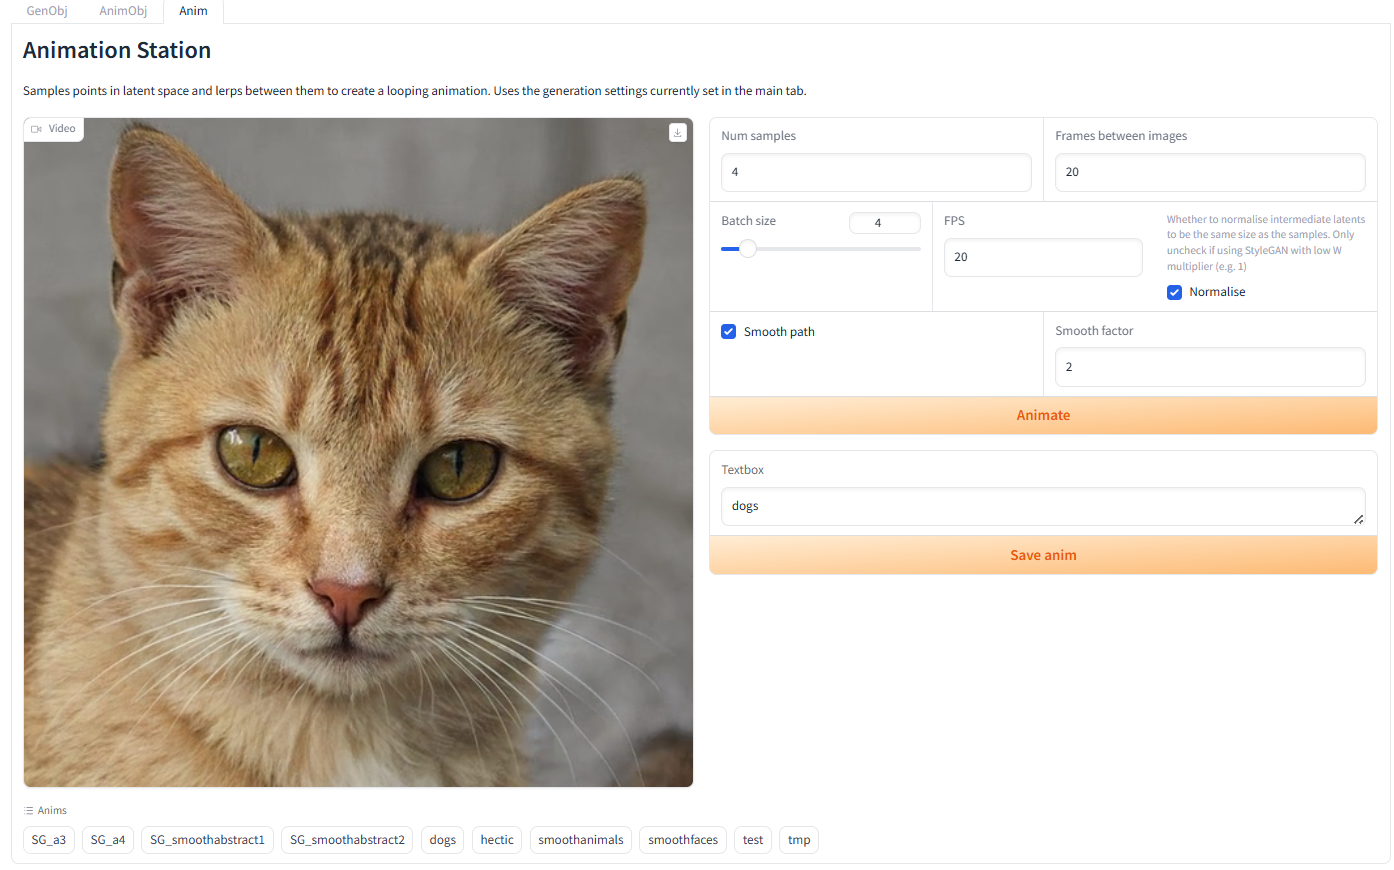 GenObj AnimObj Anim
Animation Station
Samples points in latent space and lerps between them to create a looping animation. Uses the generation settings currently set in the main tab.
Video
Num samples
4
Frames between images
20
Batch size 4
FPS
20
Whether to normalise intermediate latents
to be the same size as the samples. Only
uncheck if using StyleGAN with low W
multiplier (e.g. 1)
Normalise
Smooth path
Smooth factor
2
Animate
Textbox
dogs
Save anim
Anims
SG_a3 SG_a4 SG_smoothabstract1 SG_smoothabstract2 dogs hectic smoothanimals smoothfaces test tmp